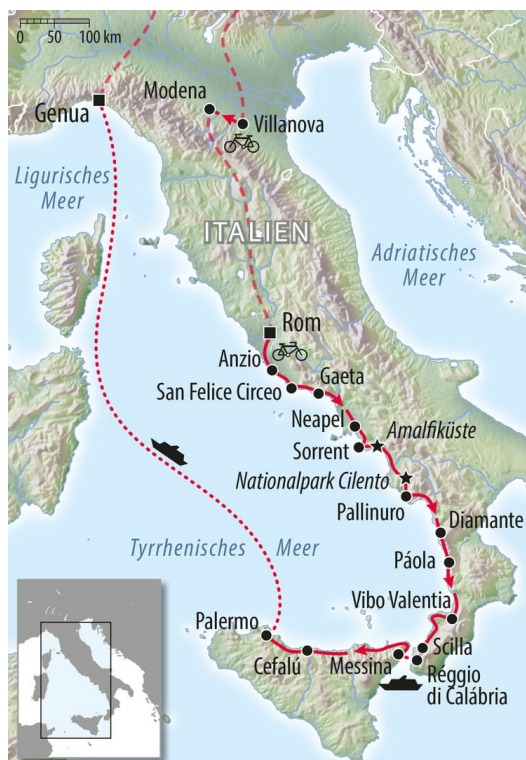 0 50 100 km
Modena
Genua
Villanova
Ligurisches
Meer
ITALIEN
Adriatisches
Meer
Rom
Anzio
Gaeta
San Felice Circeo
Neapel
Amalfiküste
Sorrent
Nationalpark Cilento
Pallinuro
Diamante
Tyrrhenisches Meer
Páola
Vibo Valentia
Palermo
Scilla
Cefalú
Messina
Réggio
di Calábria